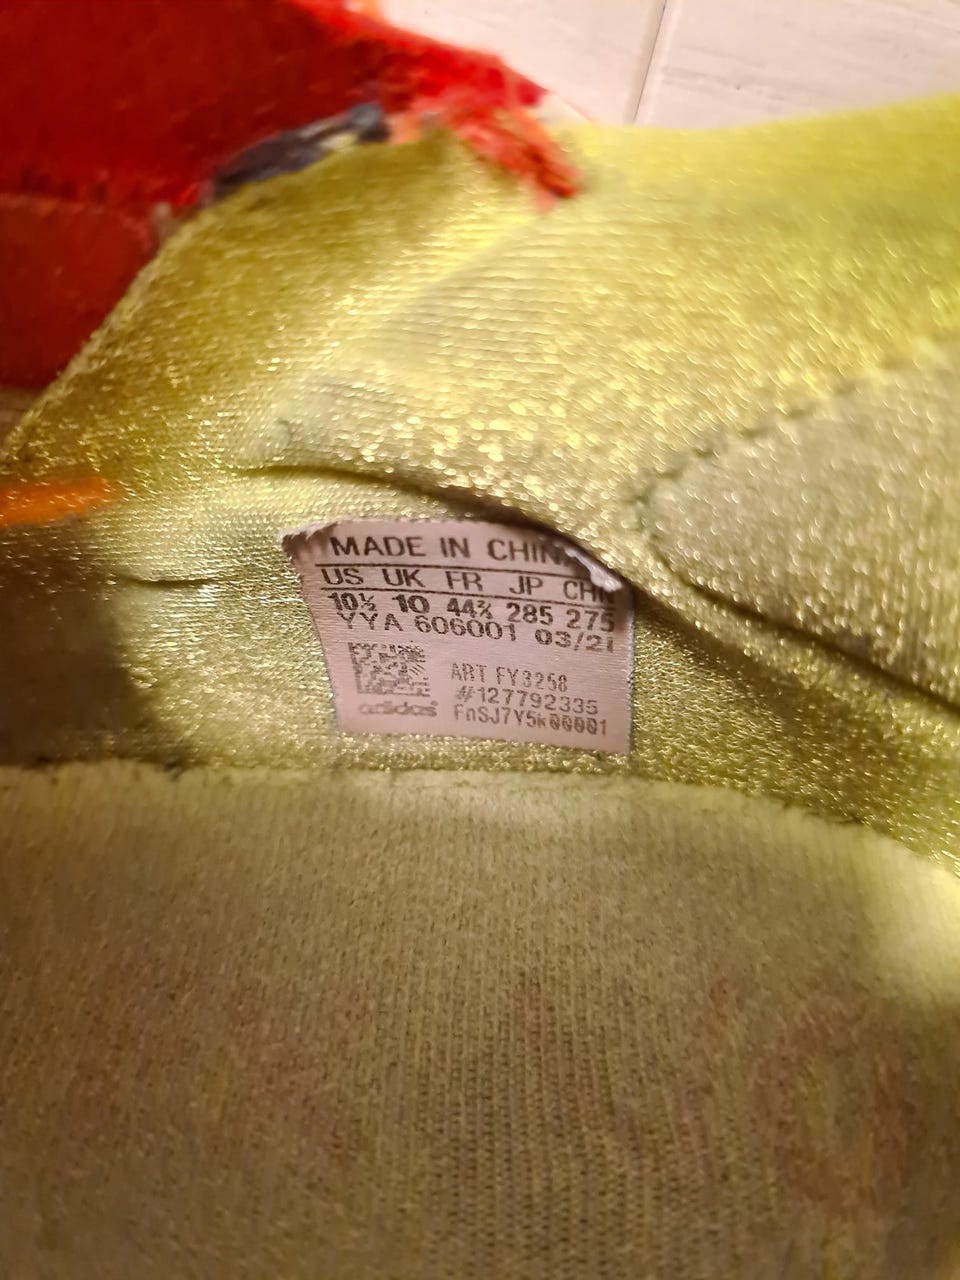 MADE IN CHINA
US UK FR JP CHN
10½ 10 44⅔ 285 275
YYA 606001 03/21
ART FY3258
#127792335
adidas FnSJ7Y5k00001